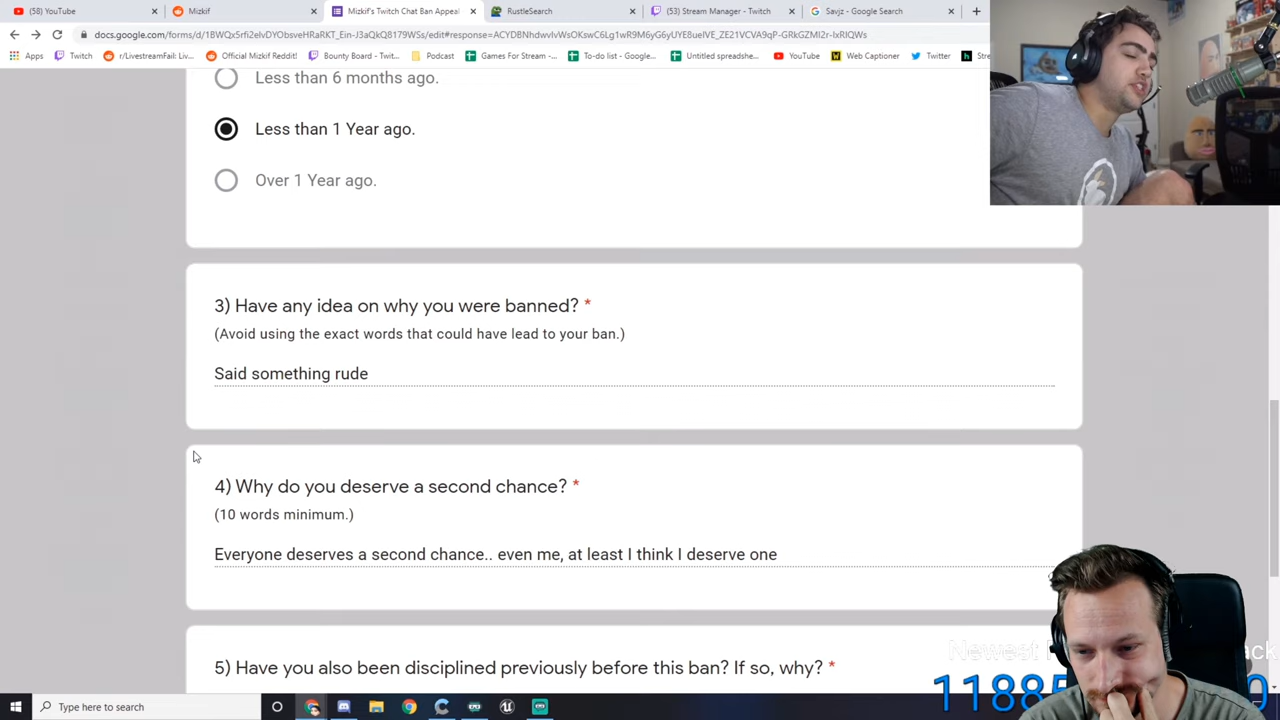 (58) YouTube
Mizkif
Mizkif's Twitch Chat Ban Appeal
RustleSearch
(53) Stream Manager - Twitch
Savjz - Google Search
Apps
Twitch
r/LivestreamFail: Liv...
Official Mizkif Reddit!
Bounty Board - Twit...
Podcast
Games For Stream -...
To-do list - Google...
Untitled spreadshe...
YouTube
Web Captioner
Twitter
Less than 6 months ago.
Less than 1 Year ago.
Over 1 Year ago.
3) Have any idea on why you were banned? *
(Avoid using the exact words that could have lead to your ban.)
Said something rude
4) Why do you deserve a second chance? *
(10 words minimum.)
Everyone deserves a second chance.. even me, at least I think I deserve one
5) Have you also been disciplined previously before this ban? If so, why? *
Newest
Type here to search